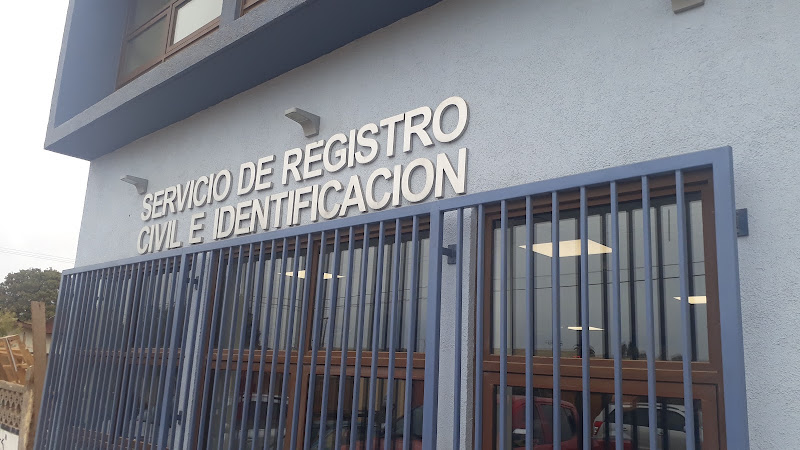 SERVICIO DE REGISTRO
CIVIL E IDENTIFICACION